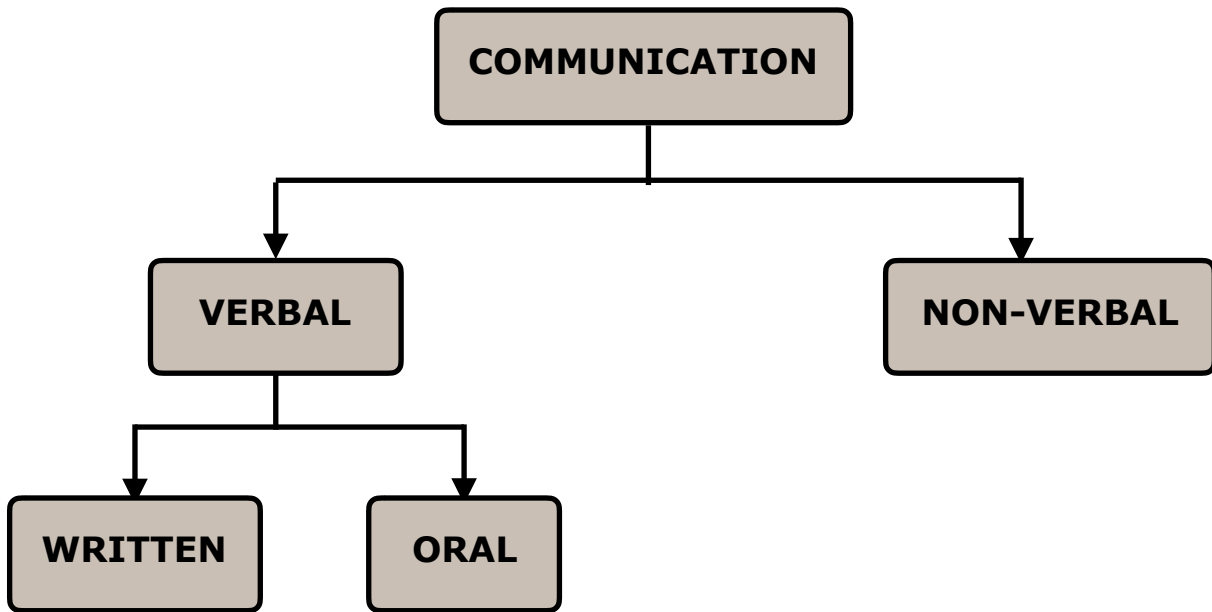 COMMUNICATION
VERBAL
NON-VERBAL
WRITTEN
ORAL